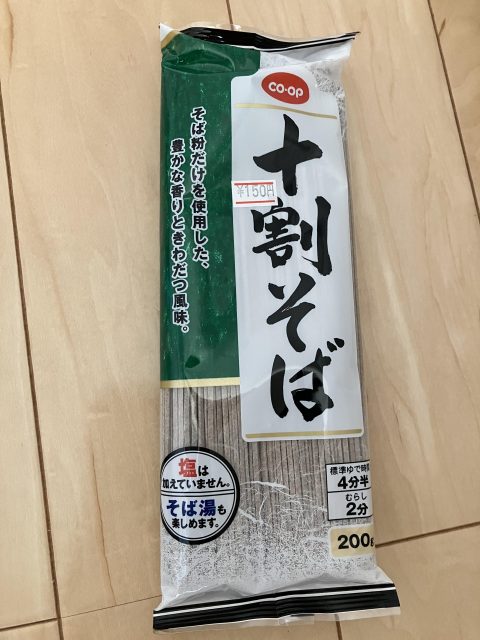 co·op
十割そば
¥150円
そば粉だけを使用した、
豊かな香りときわだつ風味。
塩は
加えていません。
そば湯も
楽しめます。
標準ゆで時間
4分半
むらし
2分
200g